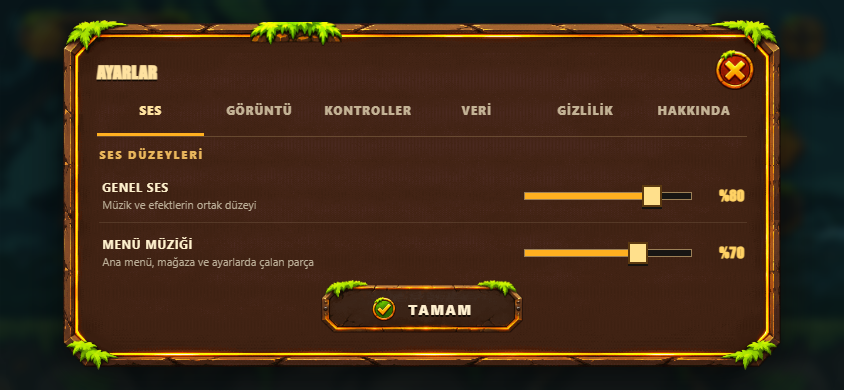 AYARLAR
SES GÖRÜNTÜ KONTROLLER VERİ GİZLİLİK HAKKINDA
SES DÜZEYLERİ
GENEL SES
Müzik ve efektlerin ortak düzeyi
%80
MENÜ MÜZİĞİ
Ana menü, mağaza ve ayarlarda çalan parça
%70
TAMAM